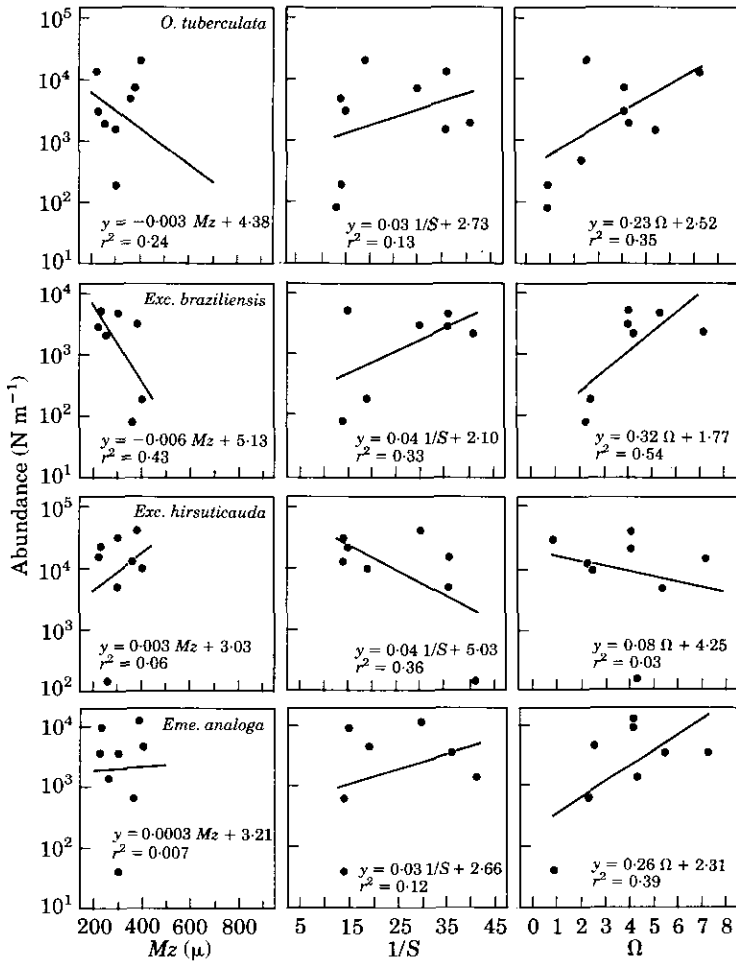 10⁵
O. tuberculata
10⁴
10³
10²
10¹
y = −0·003 Mz + 4·38
r² = 0·24
y = 0·03 1/S + 2·73
r² = 0·13
y = 0·23 Ω + 2·52
r² = 0·35
10⁴
Exc. braziliensis
10³
10²
10¹
y = −0·006 Mz + 5·13
r² = 0·43
y = 0·04 1/S + 2·10
r² = 0·33
y = 0·32 Ω + 1·77
r² = 0·54
Abundance (N m⁻¹)
10⁵
Exc. hirsuticauda
10⁴
10³
10²
y = 0·003 Mz + 3·03
r² = 0·06
y = 0·04 1/S + 5·03
r² = 0·36
y = 0·08 Ω + 4·25
r² = 0·03
10⁴
Eme. analoga
10³
10²
10¹
y = 0·0003 Mz + 3·21
r² = 0·007
y = 0·03 1/S + 2·66
r² = 0·12
y = 0·26 Ω + 2·31
r² = 0·39
200 400 600 800
5 15 25 35 45
0 1 2 3 4 5 6 7 8
Mz (μ)
1/S
Ω